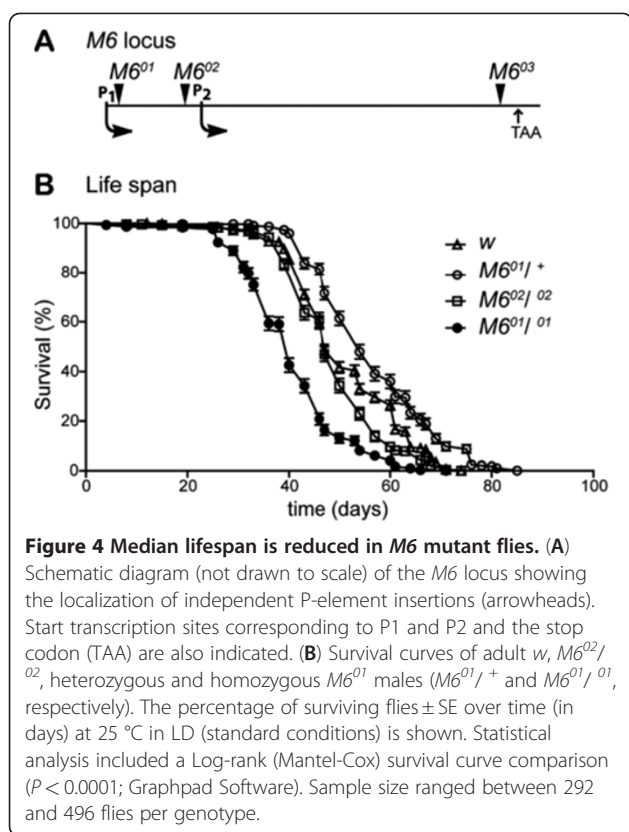 A M6 locus
M6⁰¹ M6⁰² M6⁰³
P₁ P₂
TAA
B Life span
w
M6⁰¹/ ⁺
M6⁰²/ ⁰²
M6⁰¹/ ⁰¹
Survival (%)
100
80
60
40
20
0
0 20 40 60 80 100
time (days)
Figure 4 Median lifespan is reduced in M6 mutant flies. (A)
Schematic diagram (not drawn to scale) of the M6 locus showing
the localization of independent P-element insertions (arrowheads).
Start transcription sites corresponding to P1 and P2 and the stop
codon (TAA) are also indicated. (B) Survival curves of adult w, M6⁰²/
⁰², heterozygous and homozygous M6⁰¹ males (M6⁰¹/ ⁺ and M6⁰¹/ ⁰¹,
respectively). The percentage of surviving flies ± SE over time (in
days) at 25 °C in LD (standard conditions) is shown. Statistical
analysis included a Log-rank (Mantel-Cox) survival curve comparison
(P < 0.0001; Graphpad Software). Sample size ranged between 292
and 496 flies per genotype.